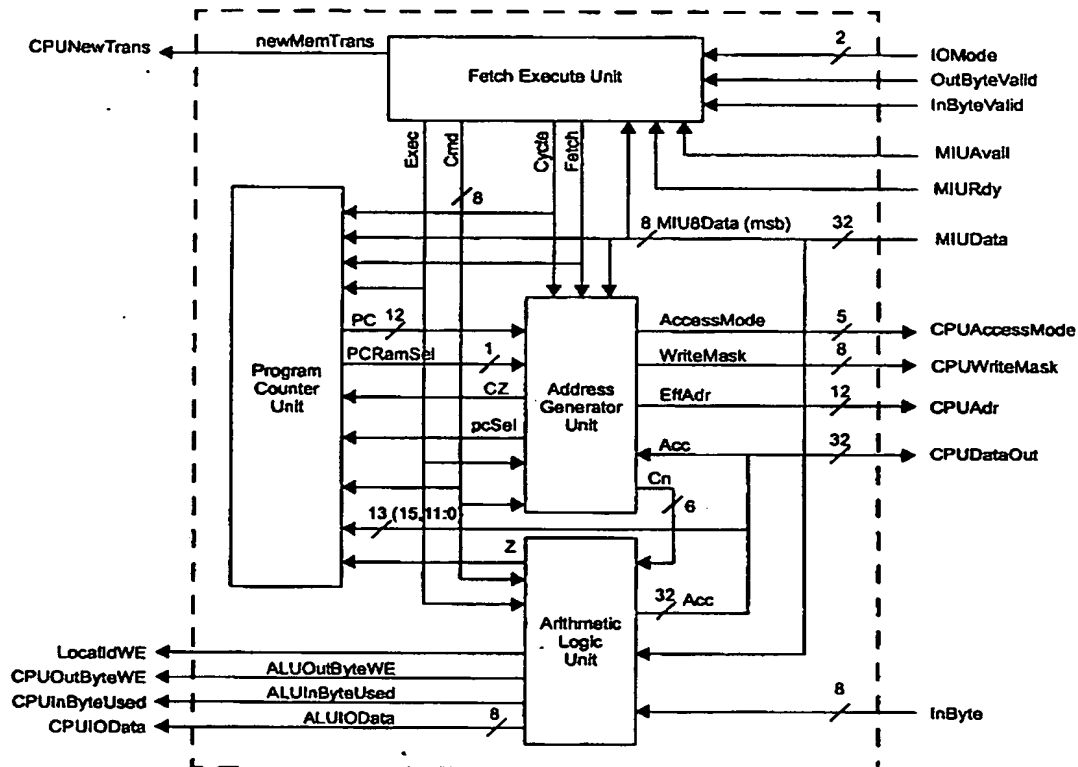 CPUNewTrans
newMemTrans
Fetch Execute Unit
2
IOMode
OutByteValid
InByteValid
MIUAvail
MIURdy
Exec
Cmd
Cycle
Fetch
8
8 MIU8Data (msb)
32
MIUData
PC 12
PCRamSel 1
CZ
pcSel
Program
Counter
Unit
Address
Generator
Unit
AccessMode
5
CPUAccessMode
WriteMask
8
CPUWriteMask
EffAdr
12
CPUAdr
Acc
32
CPUDataOut
Cn
6
13 (15,11:0)
Z
32 Acc
Arithmetic
Logic
Unit
LocalIdWE
CPUOutByteWE
ALUOutByteWE
CPUInByteUsed
ALUInByteUsed
CPUIOData
ALUIOData
8
8
InByte